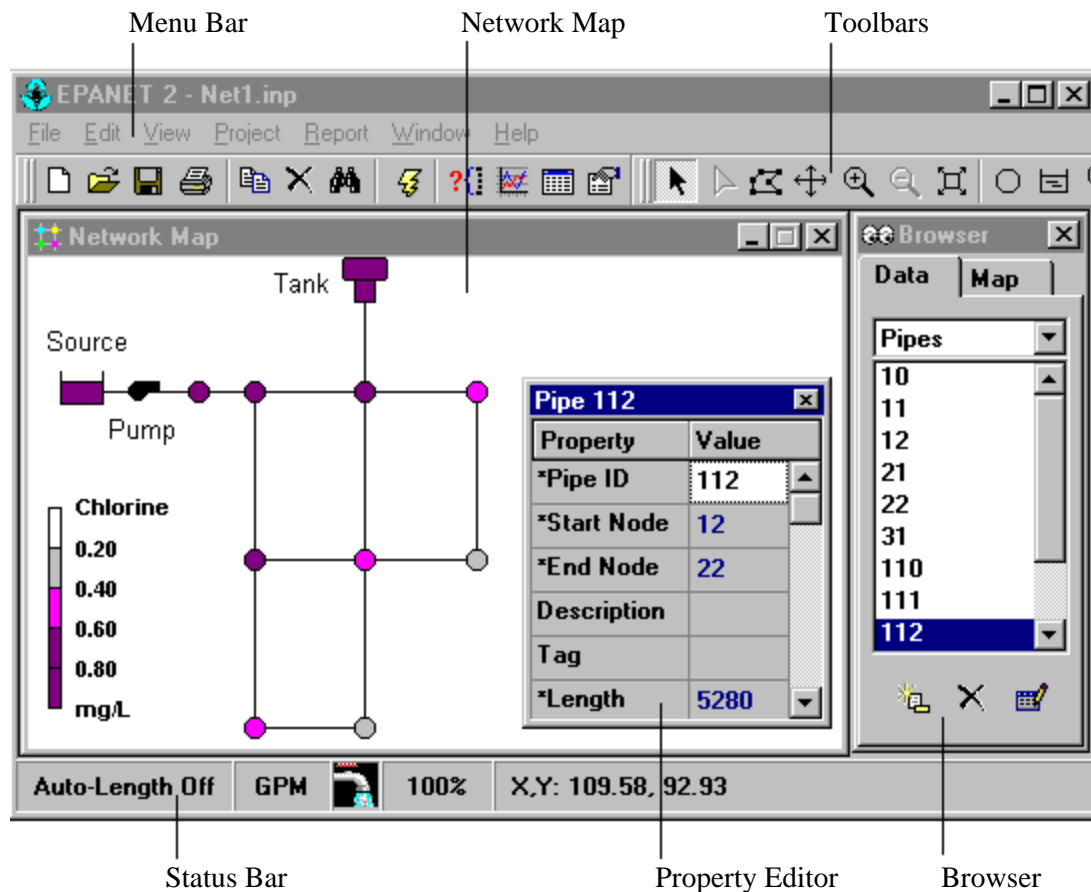 Menu Bar Network Map Toolbars
EPANET 2 - Net1.inp
File Edit View Project Report Window Help
?{}
Network Map
Tank
Source
Pump
Chlorine
0.20
0.40
0.60
0.80
mg/L
Pipe 112
Property Value
*Pipe ID 112
*Start Node 12
*End Node 22
Description
Tag
*Length 5280
Browser
Data Map
Pipes
10
11
12
21
22
31
110
111
112
Auto-Length Off GPM 100% X,Y: 109.58, 92.93
Status Bar Property Editor Browser